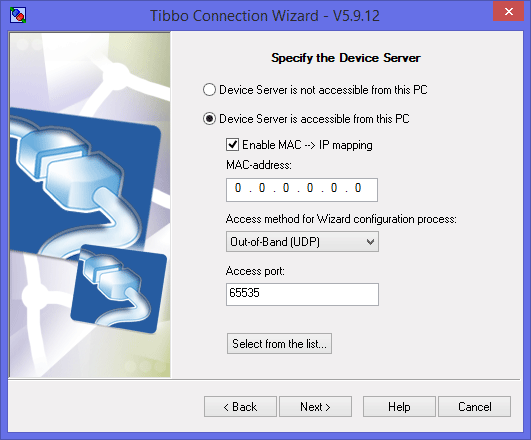 Tibbo Connection Wizard - V5.9.12
Specify the Device Server
Device Server is not accessible from this PC
Device Server is accessible from this PC
Enable MAC --> IP mapping
MAC-address:
0 . 0 . 0 . 0 . 0 . 0
Access method for Wizard configuration process:
Out-of-Band (UDP)
Access port:
65535
Select from the list...
< Back
Next >
Help
Cancel